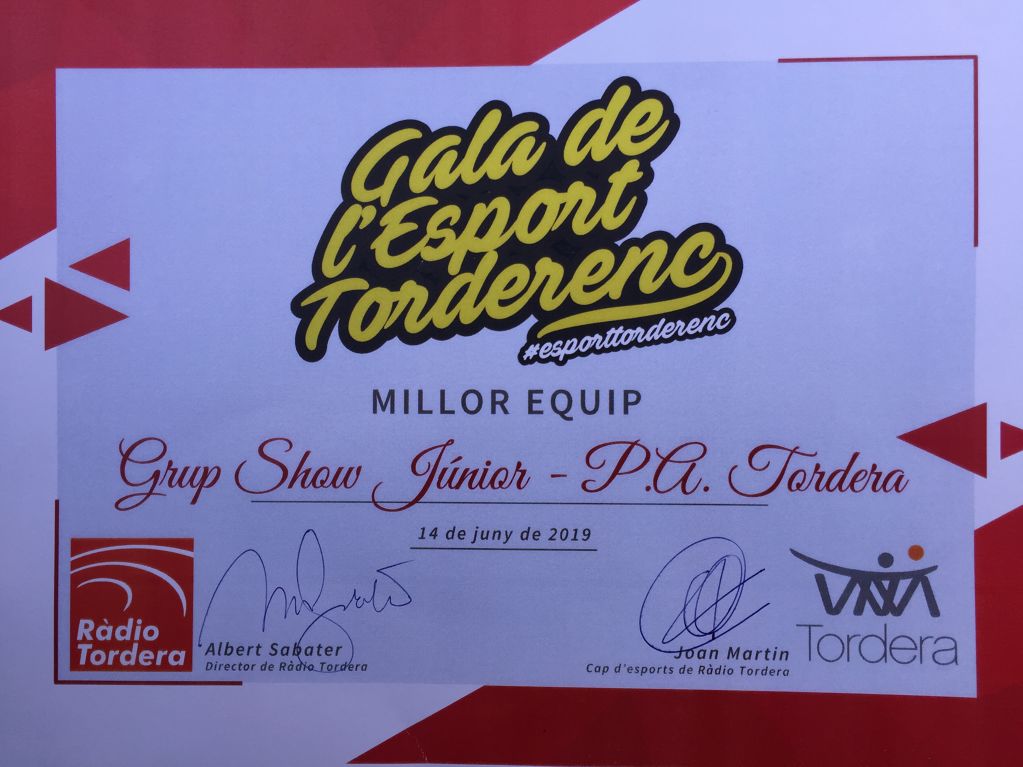 Gala de
l'Esport
Torderenc
#esporttorderenc
MILLOR EQUIP
Grup Show Júnior - P.A. Tordera
14 de juny de 2019
Ràdio
Tordera
Albert Sabater
Director de Ràdio Tordera
Joan Martin
Cap d'esports de Ràdio Tordera
Tordera